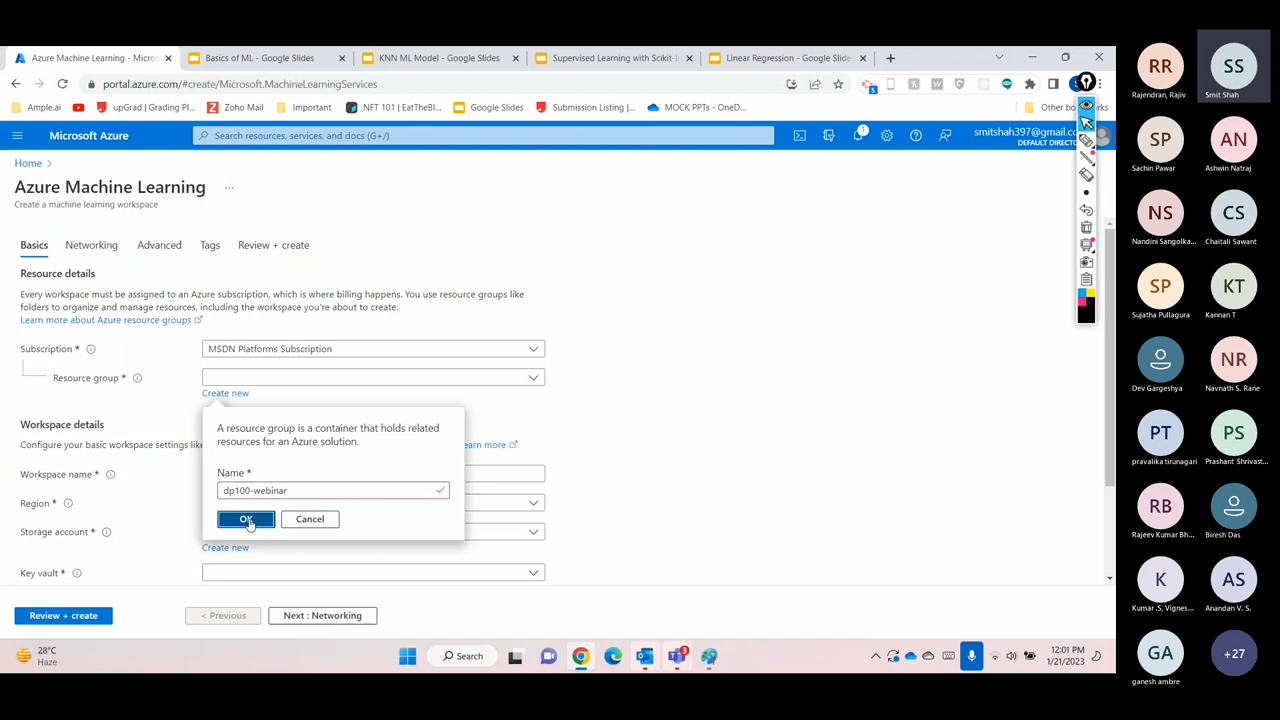 Azure Machine Learning - Micros
Basics of ML - Google Slides
KNN ML Model - Google Slides
Supervised Learning with Scikit-l
Linear Regression - Google Slide
portal.azure.com/#create/Microsoft.MachineLearningServices
Ample.ai
upGrad | Grading Pl...
Zoho Mail
Important
NFT 101 | EatTheBl...
Google Slides
Submission Listing |...
MOCK PPTs - OneD...
Other bookmarks
Microsoft Azure
Search resources, services, and docs (G+/)
1
smitshah397@gmail.co
DEFAULT DIRECTO
Home >
Azure Machine Learning ...
Create a machine learning workspace
Basics
Networking
Advanced
Tags
Review + create
Resource details
Every workspace must be assigned to an Azure subscription, which is where billing happens. You use resource groups like
folders to organize and manage resources, including the workspace you're about to create.
Learn more about Azure resource groups
Subscription *
MSDN Platforms Subscription
Resource group *
Create new
A resource group is a container that holds related
resources for an Azure solution.
Name *
dp100-webinar
OK
Cancel
Workspace details
Configure your basic workspace settings like
earn more
Workspace name *
Region *
Storage account *
Create new
Key vault *
Review + create
< Previous
Next : Networking
28°C
Haze
Search
3
12:01 PM
1/21/2023
RR
Rajendran, Rajiv
SS
Smit Shah
SP
Sachin Pawar
AN
Ashwin Natraj
NS
Nandini Sangolka...
CS
Chaitali Sawant
SP
Sujatha Pullagura
KT
Kannan T
Dev Gargeshya
NR
Navnath S. Rane
PT
pravalika tirunagari
PS
Prashant Shrivast...
RB
Rajeev Kumar Bh...
Biresh Das
K
Kumar .S, Vignes...
AS
Anandan V. S.
GA
ganesh ambre
+27